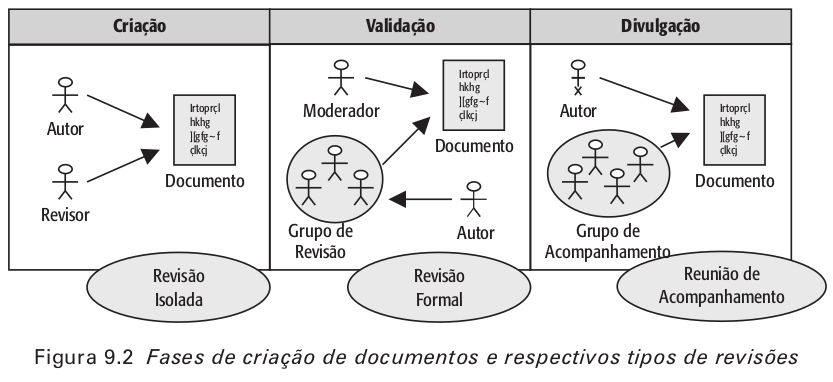 Criação
Autor
Revisor
lrtoprçl
hkhg
][gfg~f
çlkçj
Documento
Revisão
Isolada
Validação
Moderador
lrtoprçl
hkhg
][gfg~f
çlkçj
Documento
Grupo de
Revisão
Autor
Revisão
Formal
Divulgação
Autor
lrtoprçl
hkhg
][gfg~f
çlkçj
Documento
Grupo de
Acompanhamento
Reunião de
Acompanhamento
Figura 9.2 Fases de criação de documentos e respectivos tipos de revisões